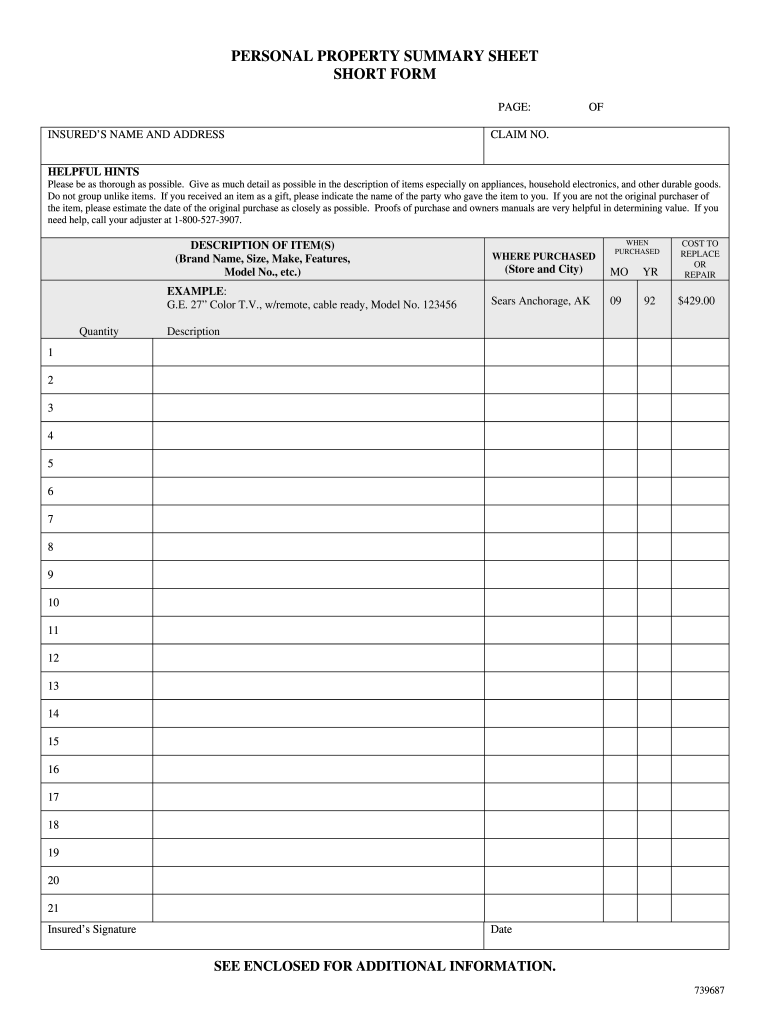 PERSONAL PROPERTY SUMMARY SHEET
SHORT FORM
PAGE: OF
INSURED’S NAME AND ADDRESS
CLAIM NO.
HELPFUL HINTS
Please be as thorough as possible. Give as much detail as possible in the description of items especially on appliances, household electronics, and other durable goods.
Do not group unlike items. If you received an item as a gift, please indicate the name of the party who gave the item to you. If you are not the original purchaser of
the item, please estimate the date of the original purchase as closely as possible. Proofs of purchase and owners manuals are very helpful in determining value. If you
need help, call your adjuster at 1-800-527-3907.
DESCRIPTION OF ITEM(S)
(Brand Name, Size, Make, Features,
Model No., etc.)
WHERE PURCHASED
(Store and City)
WHEN
PURCHASED
MO YR
COST TO
REPLACE
OR
REPAIR
EXAMPLE:
G.E. 27” Color T.V., w/remote, cable ready, Model No. 123456
Sears Anchorage, AK
09
92
$429.00
Quantity
Description
1
2
3
4
5
6
7
8
9
10
11
12
13
14
15
16
17
18
19
20
21
Insured’s Signature
Date
SEE ENCLOSED FOR ADDITIONAL INFORMATION.
739687